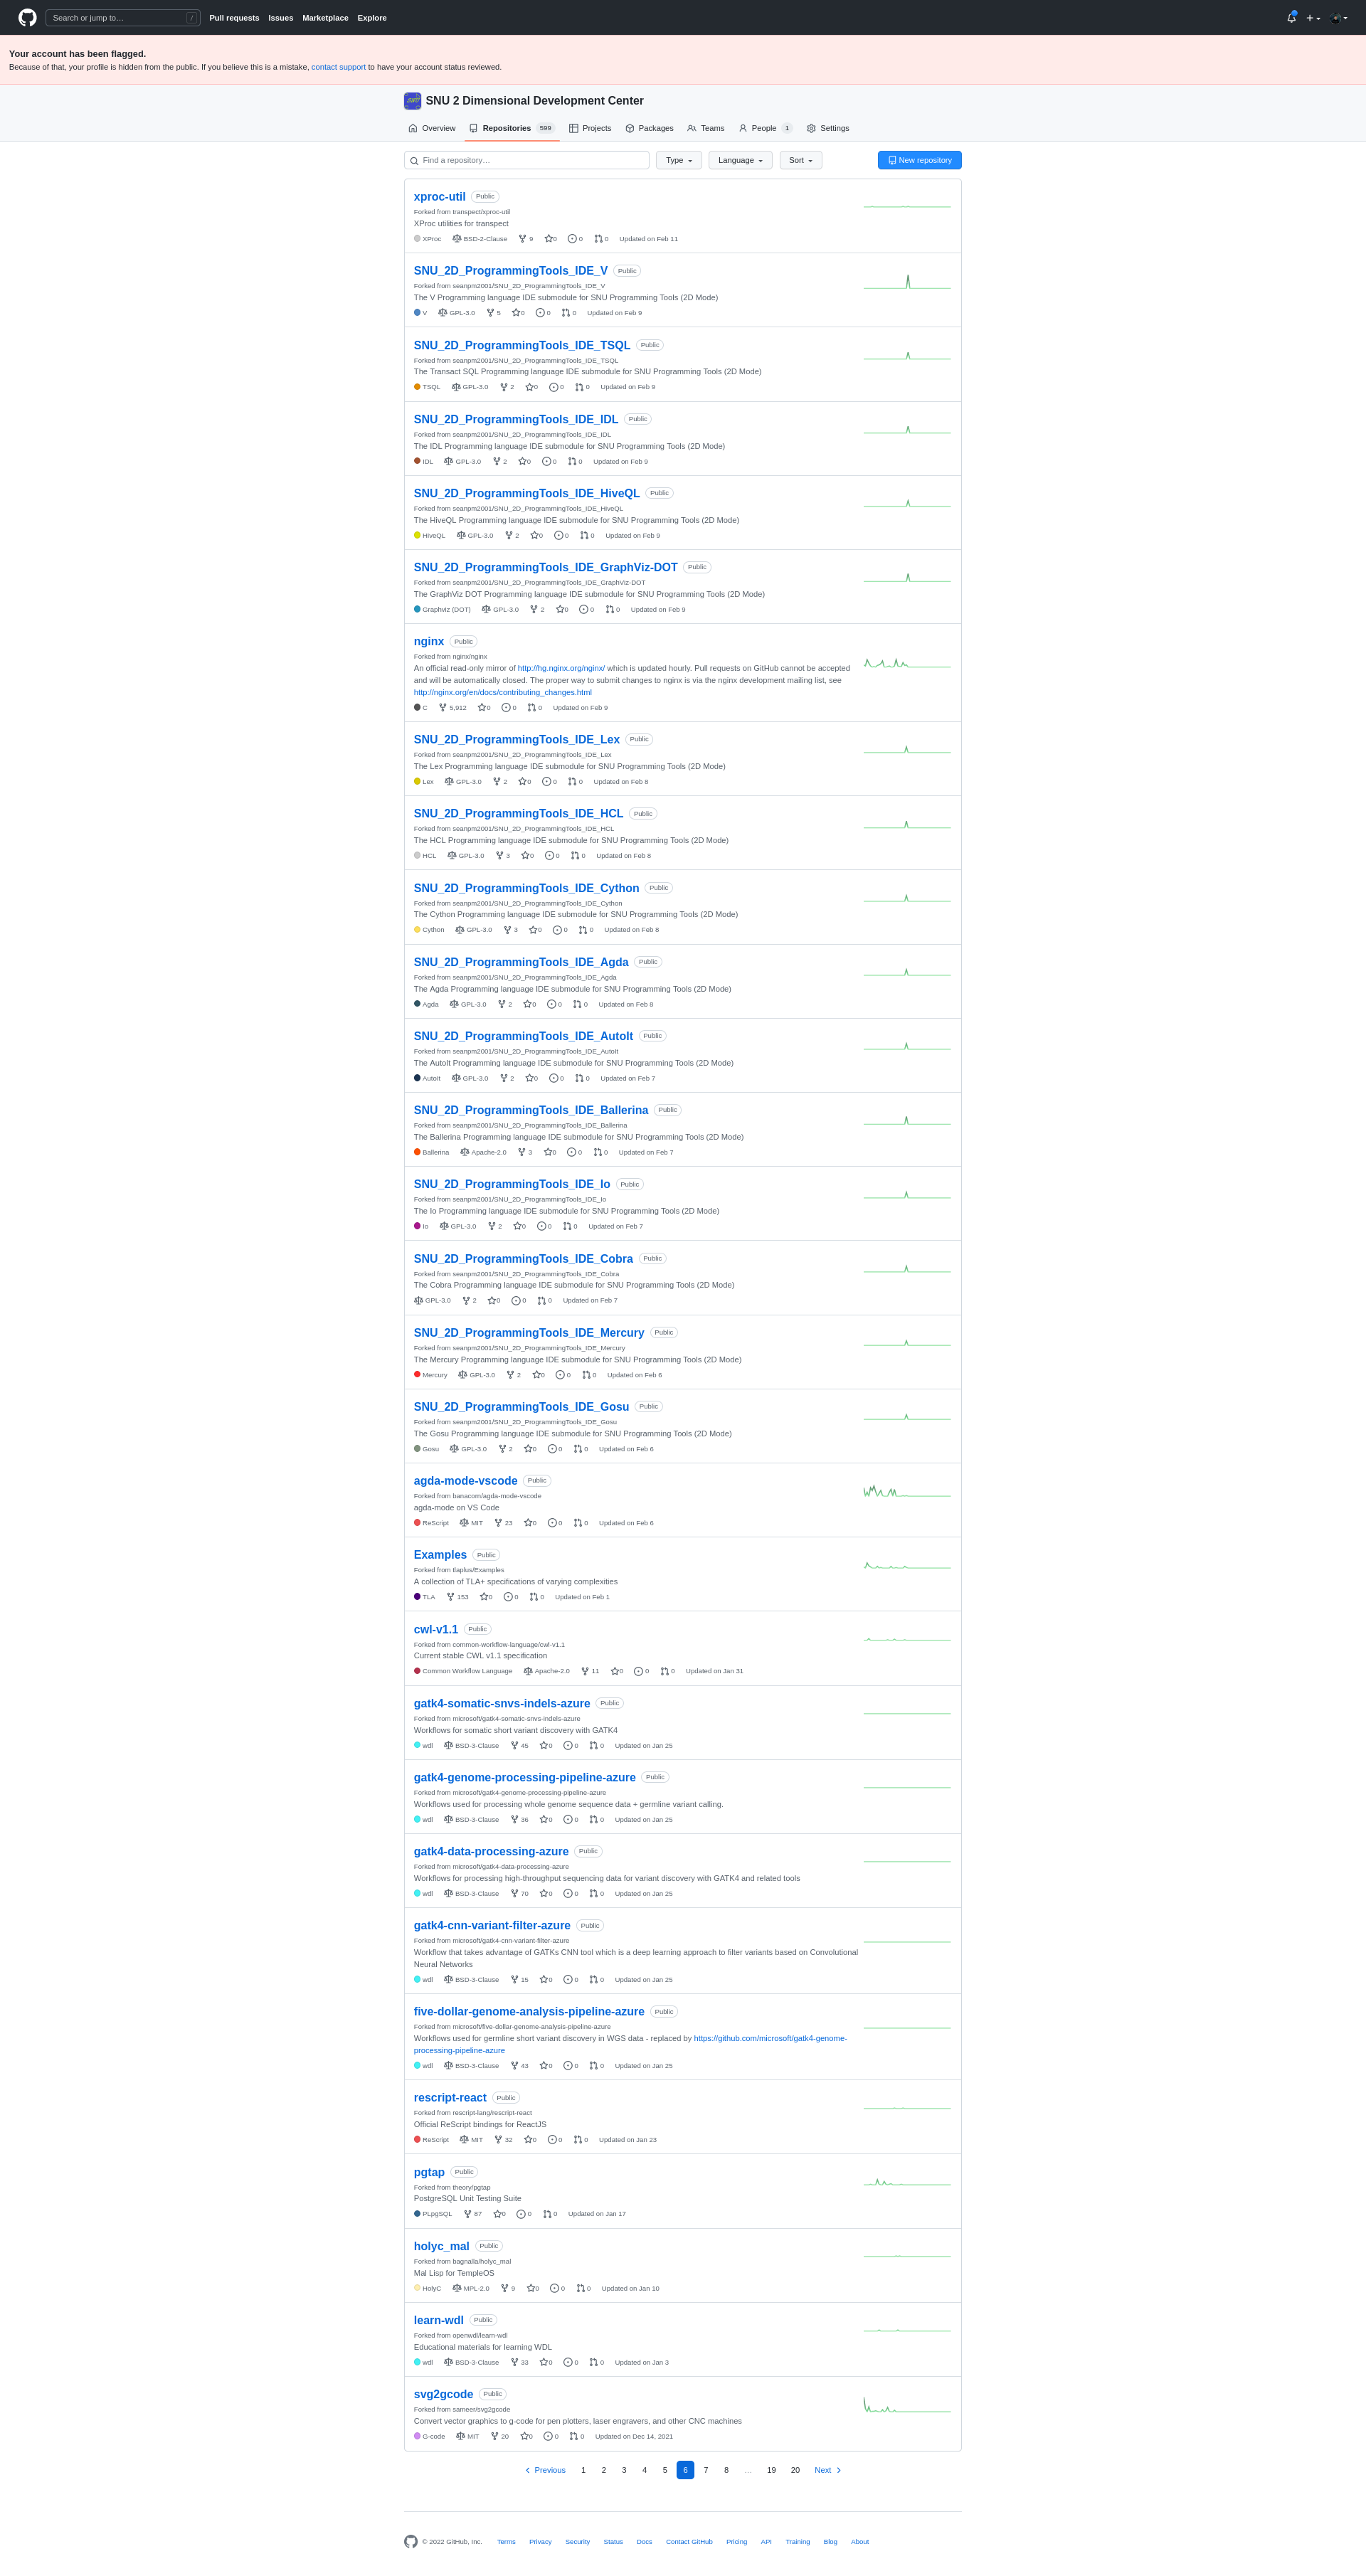 Search or jump to… /
Pull requests Issues Marketplace Explore
Your account has been flagged.
Because of that, your profile is hidden from the public. If you believe this is a mistake, contact support to have your account status reviewed.
SNU 2 Dimensional Development Center
Overview Repositories 599 Projects Packages Teams People 1 Settings
Find a repository… Type Language Sort New repository
xproc-util Public
Forked from transpect/xproc-util
XProc utilities for transpect
XProc BSD-2-Clause 9 0 0 0 Updated on Feb 11
SNU_2D_ProgrammingTools_IDE_V Public
Forked from seanpm2001/SNU_2D_ProgrammingTools_IDE_V
The V Programming language IDE submodule for SNU Programming Tools (2D Mode)
V GPL-3.0 5 0 0 0 Updated on Feb 9
SNU_2D_ProgrammingTools_IDE_TSQL Public
Forked from seanpm2001/SNU_2D_ProgrammingTools_IDE_TSQL
The Transact SQL Programming language IDE submodule for SNU Programming Tools (2D Mode)
TSQL GPL-3.0 2 0 0 0 Updated on Feb 9
SNU_2D_ProgrammingTools_IDE_IDL Public
Forked from seanpm2001/SNU_2D_ProgrammingTools_IDE_IDL
The IDL Programming language IDE submodule for SNU Programming Tools (2D Mode)
IDL GPL-3.0 2 0 0 0 Updated on Feb 9
SNU_2D_ProgrammingTools_IDE_HiveQL Public
Forked from seanpm2001/SNU_2D_ProgrammingTools_IDE_HiveQL
The HiveQL Programming language IDE submodule for SNU Programming Tools (2D Mode)
HiveQL GPL-3.0 2 0 0 0 Updated on Feb 9
SNU_2D_ProgrammingTools_IDE_GraphViz-DOT Public
Forked from seanpm2001/SNU_2D_ProgrammingTools_IDE_GraphViz-DOT
The GraphViz DOT Programming language IDE submodule for SNU Programming Tools (2D Mode)
Graphviz (DOT) GPL-3.0 2 0 0 0 Updated on Feb 9
nginx Public
Forked from nginx/nginx
An official read-only mirror of http://hg.nginx.org/nginx/ which is updated hourly. Pull requests on GitHub cannot be accepted
and will be automatically closed. The proper way to submit changes to nginx is via the nginx development mailing list, see
http://nginx.org/en/docs/contributing_changes.html
C 5,912 0 0 0 Updated on Feb 9
SNU_2D_ProgrammingTools_IDE_Lex Public
Forked from seanpm2001/SNU_2D_ProgrammingTools_IDE_Lex
The Lex Programming language IDE submodule for SNU Programming Tools (2D Mode)
Lex GPL-3.0 2 0 0 0 Updated on Feb 8
SNU_2D_ProgrammingTools_IDE_HCL Public
Forked from seanpm2001/SNU_2D_ProgrammingTools_IDE_HCL
The HCL Programming language IDE submodule for SNU Programming Tools (2D Mode)
HCL GPL-3.0 3 0 0 0 Updated on Feb 8
SNU_2D_ProgrammingTools_IDE_Cython Public
Forked from seanpm2001/SNU_2D_ProgrammingTools_IDE_Cython
The Cython Programming language IDE submodule for SNU Programming Tools (2D Mode)
Cython GPL-3.0 3 0 0 0 Updated on Feb 8
SNU_2D_ProgrammingTools_IDE_Agda Public
Forked from seanpm2001/SNU_2D_ProgrammingTools_IDE_Agda
The Agda Programming language IDE submodule for SNU Programming Tools (2D Mode)
Agda GPL-3.0 2 0 0 0 Updated on Feb 8
SNU_2D_ProgrammingTools_IDE_AutoIt Public
Forked from seanpm2001/SNU_2D_ProgrammingTools_IDE_AutoIt
The AutoIt Programming language IDE submodule for SNU Programming Tools (2D Mode)
AutoIt GPL-3.0 2 0 0 0 Updated on Feb 7
SNU_2D_ProgrammingTools_IDE_Ballerina Public
Forked from seanpm2001/SNU_2D_ProgrammingTools_IDE_Ballerina
The Ballerina Programming language IDE submodule for SNU Programming Tools (2D Mode)
Ballerina Apache-2.0 3 0 0 0 Updated on Feb 7
SNU_2D_ProgrammingTools_IDE_Io Public
Forked from seanpm2001/SNU_2D_ProgrammingTools_IDE_Io
The Io Programming language IDE submodule for SNU Programming Tools (2D Mode)
Io GPL-3.0 2 0 0 0 Updated on Feb 7
SNU_2D_ProgrammingTools_IDE_Cobra Public
Forked from seanpm2001/SNU_2D_ProgrammingTools_IDE_Cobra
The Cobra Programming language IDE submodule for SNU Programming Tools (2D Mode)
GPL-3.0 2 0 0 0 Updated on Feb 7
SNU_2D_ProgrammingTools_IDE_Mercury Public
Forked from seanpm2001/SNU_2D_ProgrammingTools_IDE_Mercury
The Mercury Programming language IDE submodule for SNU Programming Tools (2D Mode)
Mercury GPL-3.0 2 0 0 0 Updated on Feb 6
SNU_2D_ProgrammingTools_IDE_Gosu Public
Forked from seanpm2001/SNU_2D_ProgrammingTools_IDE_Gosu
The Gosu Programming language IDE submodule for SNU Programming Tools (2D Mode)
Gosu GPL-3.0 2 0 0 0 Updated on Feb 6
agda-mode-vscode Public
Forked from banacorn/agda-mode-vscode
agda-mode on VS Code
ReScript MIT 23 0 0 0 Updated on Feb 6
Examples Public
Forked from tlaplus/Examples
A collection of TLA+ specifications of varying complexities
TLA 153 0 0 0 Updated on Feb 1
cwl-v1.1 Public
Forked from common-workflow-language/cwl-v1.1
Current stable CWL v1.1 specification
Common Workflow Language Apache-2.0 11 0 0 0 Updated on Jan 31
gatk4-somatic-snvs-indels-azure Public
Forked from microsoft/gatk4-somatic-snvs-indels-azure
Workflows for somatic short variant discovery with GATK4
wdl BSD-3-Clause 45 0 0 0 Updated on Jan 25
gatk4-genome-processing-pipeline-azure Public
Forked from microsoft/gatk4-genome-processing-pipeline-azure
Workflows used for processing whole genome sequence data + germline variant calling.
wdl BSD-3-Clause 36 0 0 0 Updated on Jan 25
gatk4-data-processing-azure Public
Forked from microsoft/gatk4-data-processing-azure
Workflows for processing high-throughput sequencing data for variant discovery with GATK4 and related tools
wdl BSD-3-Clause 70 0 0 0 Updated on Jan 25
gatk4-cnn-variant-filter-azure Public
Forked from microsoft/gatk4-cnn-variant-filter-azure
Workflow that takes advantage of GATKs CNN tool which is a deep learning approach to filter variants based on Convolutional
Neural Networks
wdl BSD-3-Clause 15 0 0 0 Updated on Jan 25
five-dollar-genome-analysis-pipeline-azure Public
Forked from microsoft/five-dollar-genome-analysis-pipeline-azure
Workflows used for germline short variant discovery in WGS data - replaced by https://github.com/microsoft/gatk4-genome-
processing-pipeline-azure
wdl BSD-3-Clause 43 0 0 0 Updated on Jan 25
rescript-react Public
Forked from rescript-lang/rescript-react
Official ReScript bindings for ReactJS
ReScript MIT 32 0 0 0 Updated on Jan 23
pgtap Public
Forked from theory/pgtap
PostgreSQL Unit Testing Suite
PLpgSQL 87 0 0 0 Updated on Jan 17
holyc_mal Public
Forked from bagnalla/holyc_mal
Mal Lisp for TempleOS
HolyC MPL-2.0 9 0 0 0 Updated on Jan 10
learn-wdl Public
Forked from openwdl/learn-wdl
Educational materials for learning WDL
wdl BSD-3-Clause 33 0 0 0 Updated on Jan 3
svg2gcode Public
Forked from sameer/svg2gcode
Convert vector graphics to g-code for pen plotters, laser engravers, and other CNC machines
G-code MIT 20 0 0 0 Updated on Dec 14, 2021
Previous 1 2 3 4 5 6 7 8 … 19 20 Next
© 2022 GitHub, Inc. Terms Privacy Security Status Docs Contact GitHub Pricing API Training Blog About